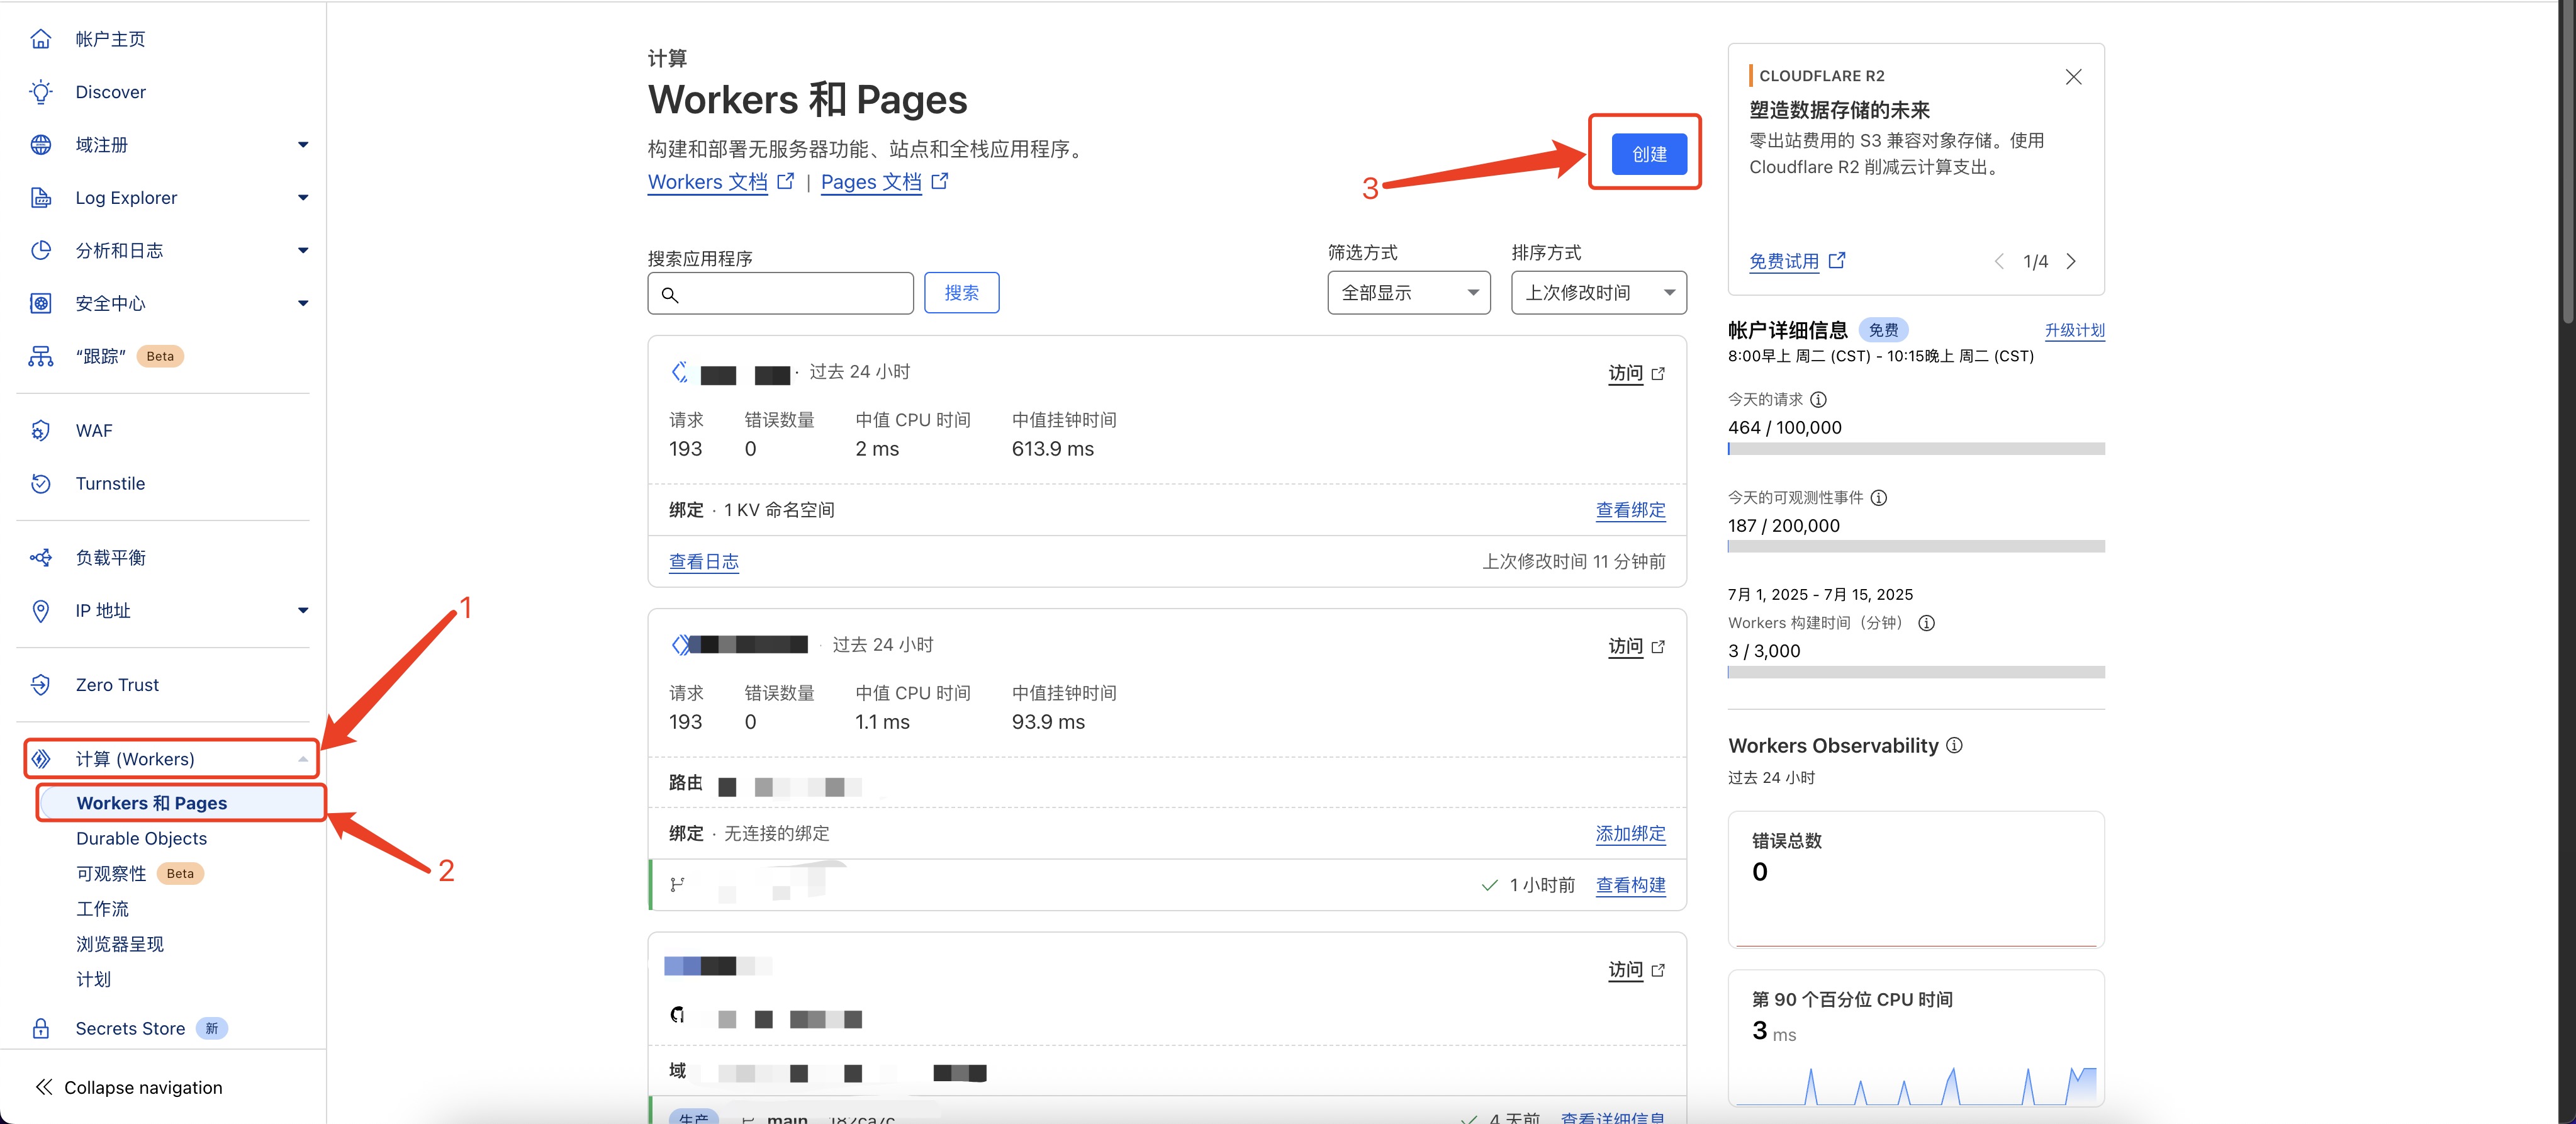 帐户主页
Discover
域注册
Log Explorer
分析和日志
安全中心
“跟踪” Beta
WAF
Turnstile
负载平衡
IP 地址
Zero Trust
计算 (Workers)
Workers 和 Pages
Durable Objects
可观察性 Beta
工作流
浏览器呈现
计划
Secrets Store 新
Collapse navigation
1
2
计算
Workers 和 Pages
构建和部署无服务器功能、站点和全栈应用程序。
Workers 文档 | Pages 文档
3
创建
搜索应用程序
搜索
筛选方式
全部显示
排序方式
上次修改时间
· 过去 24 小时
访问
请求 错误数量 中值 CPU 时间 中值挂钟时间
193 0 2 ms 613.9 ms
绑定 · 1 KV 命名空间
查看绑定
查看日志
上次修改时间 11 分钟前
· 过去 24 小时
访问
请求 错误数量 中值 CPU 时间 中值挂钟时间
193 0 1.1 ms 93.9 ms
路由
绑定 · 无连接的绑定
添加绑定
1 小时前 查看构建
访问
域
生产 main 182ca7c
4 天前 查看详细信息
CLOUDFLARE R2
塑造数据存储的未来
零出站费用的 S3 兼容对象存储。使用
Cloudflare R2 削减云计算支出。
免费试用
1/4
帐户详细信息 免费 升级计划
8:00早上 周二 (CST) - 10:15晚上 周二 (CST)
今天的请求
464 / 100,000
今天的可观测性事件
187 / 200,000
7月 1, 2025 - 7月 15, 2025
Workers 构建时间（分钟）
3 / 3,000
Workers Observability
过去 24 小时
错误总数
0
第 90 个百分位 CPU 时间
3 ms